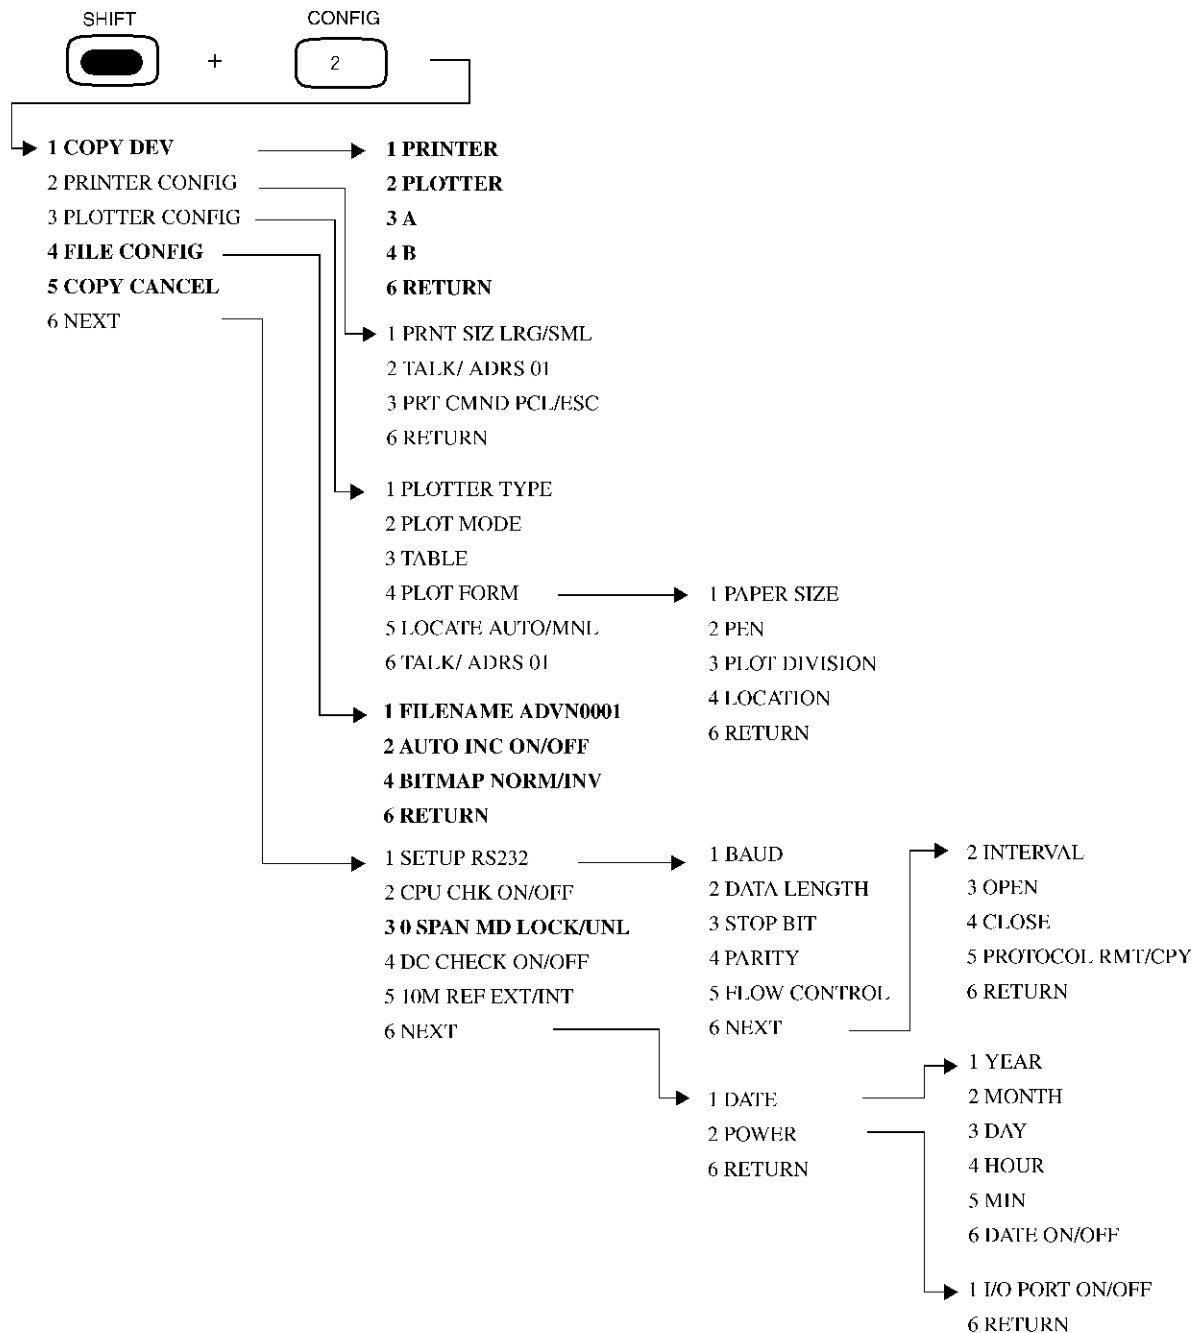 SHIFT
CONFIG
+
2
1 COPY DEV
2 PRINTER CONFIG
3 PLOTTER CONFIG
4 FILE CONFIG
5 COPY CANCEL
6 NEXT
1 PRINTER
2 PLOTTER
3 A
4 B
6 RETURN
1 PRNT SIZ LRG/SML
2 TALK/ ADRS 01
3 PRT CMND PCL/ESC
6 RETURN
1 PLOTTER TYPE
2 PLOT MODE
3 TABLE
4 PLOT FORM
5 LOCATE AUTO/MNL
6 TALK/ ADRS 01
1 PAPER SIZE
2 PEN
3 PLOT DIVISION
4 LOCATION
6 RETURN
1 FILENAME ADVN0001
2 AUTO INC ON/OFF
4 BITMAP NORM/INV
6 RETURN
1 SETUP RS232
2 CPU CHK ON/OFF
3 0 SPAN MD LOCK/UNL
4 DC CHECK ON/OFF
5 10M REF EXT/INT
6 NEXT
1 BAUD
2 DATA LENGTH
3 STOP BIT
4 PARITY
5 FLOW CONTROL
6 NEXT
2 INTERVAL
3 OPEN
4 CLOSE
5 PROTOCOL RMT/CPY
6 RETURN
1 DATE
2 POWER
6 RETURN
1 YEAR
2 MONTH
3 DAY
4 HOUR
5 MIN
6 DATE ON/OFF
1 I/O PORT ON/OFF
6 RETURN